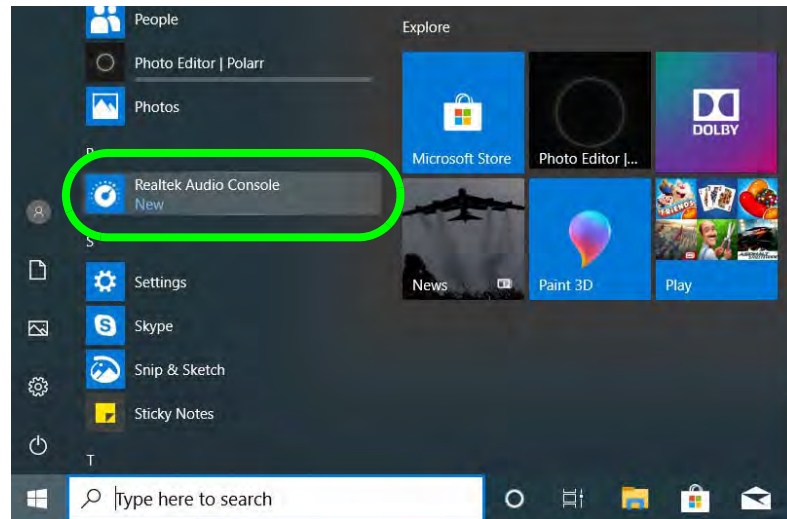 People
Photo Editor | Polarr
Photos
Realtek Audio Console
New
S
Settings
Skype
Snip & Sketch
Sticky Notes
T
Explore
Microsoft Store
Photo Editor |...
DOLBY
News
Paint 3D
Play
FRIENDS
Type here to search